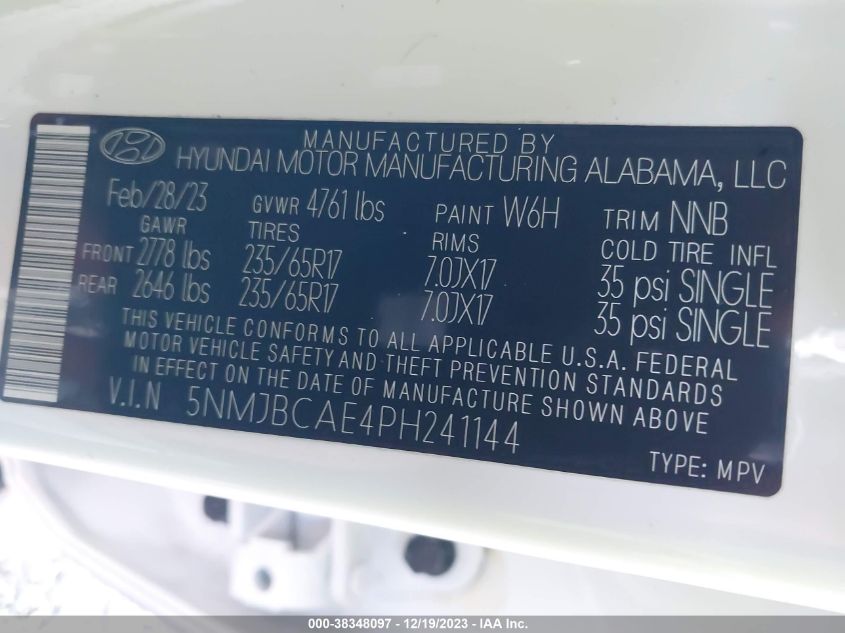 MANUFACTURED BY
HYUNDAI MOTOR MANUFACTURING ALABAMA, LLC
Feb/28/23 GVWR 4761 lbs PAINT W6H TRIM NNB
GAWR TIRES RIMS COLD TIRE INFL
FRONT 2778 lbs 235/65R17 7.0JX17 35 psi SINGLE
REAR 2646 lbs 235/65R17 7.0JX17 35 psi SINGLE
THIS VEHICLE CONFORMS TO ALL APPLICABLE U.S.A. FEDERAL
MOTOR VEHICLE SAFETY AND THEFT PREVENTION STANDARDS
IN EFFECT ON THE DATE OF MANUFACTURE SHOWN ABOVE
V.I.N 5NMJBCAE4PH241144
TYPE: MPV
000-38348097 - 12/19/2023 - IAA Inc.